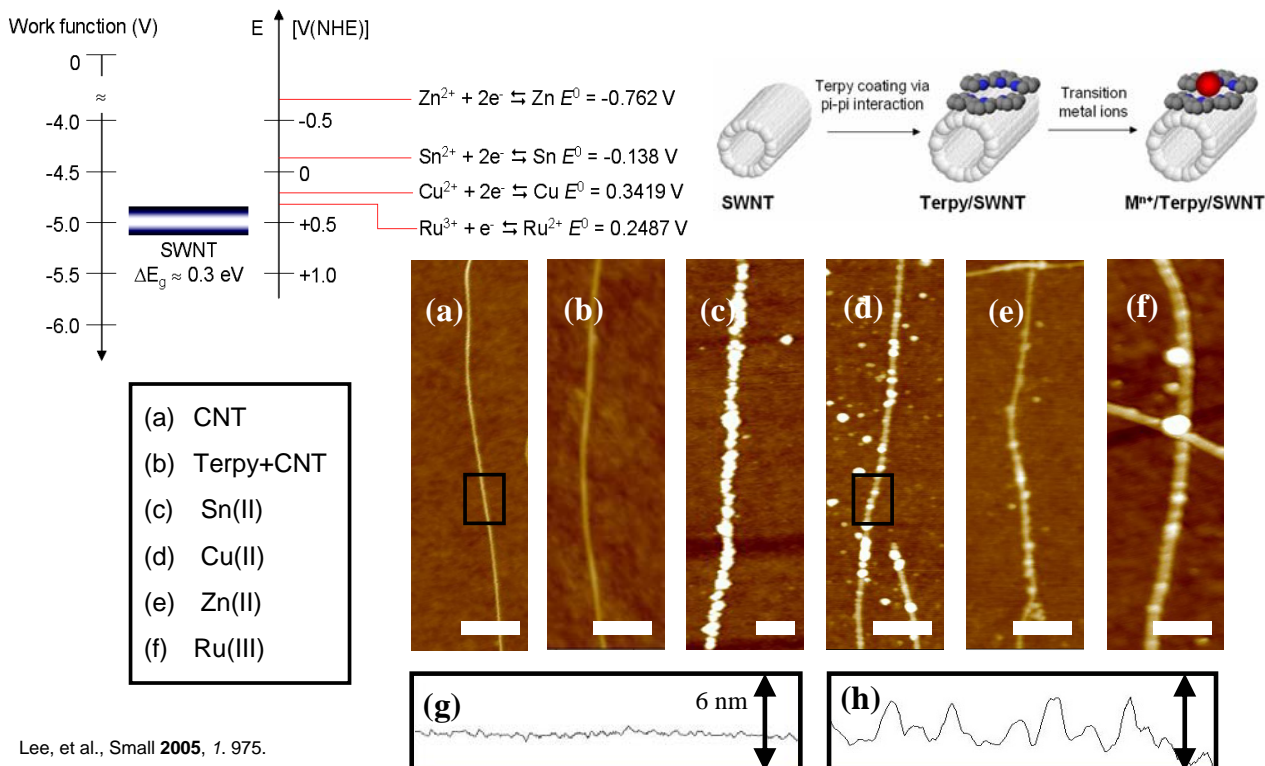 Work function (V)
E [V(NHE)]
0
≈
-4.0
-4.5
-5.0
-5.5
-6.0
SWNT
ΔEg ≈ 0.3 eV
-0.5
0
+0.5
+1.0
Zn2+ + 2e- ⇆ Zn E0 = -0.762 V
Sn2+ + 2e- ⇆ Sn E0 = -0.138 V
Cu2+ + 2e- ⇆ Cu E0 = 0.3419 V
Ru3+ + e- ⇆ Ru2+ E0 = 0.2487 V
Terpy coating via
pi-pi interaction
Transition
metal ions
SWNT
Terpy/SWNT
Mn+/Terpy/SWNT
(a) CNT
(b) Terpy+CNT
(c) Sn(II)
(d) Cu(II)
(e) Zn(II)
(f) Ru(III)
(a)
(b)
(c)
(d)
(e)
(f)
(g)
6 nm
(h)
Lee, et al., Small 2005, 1. 975.